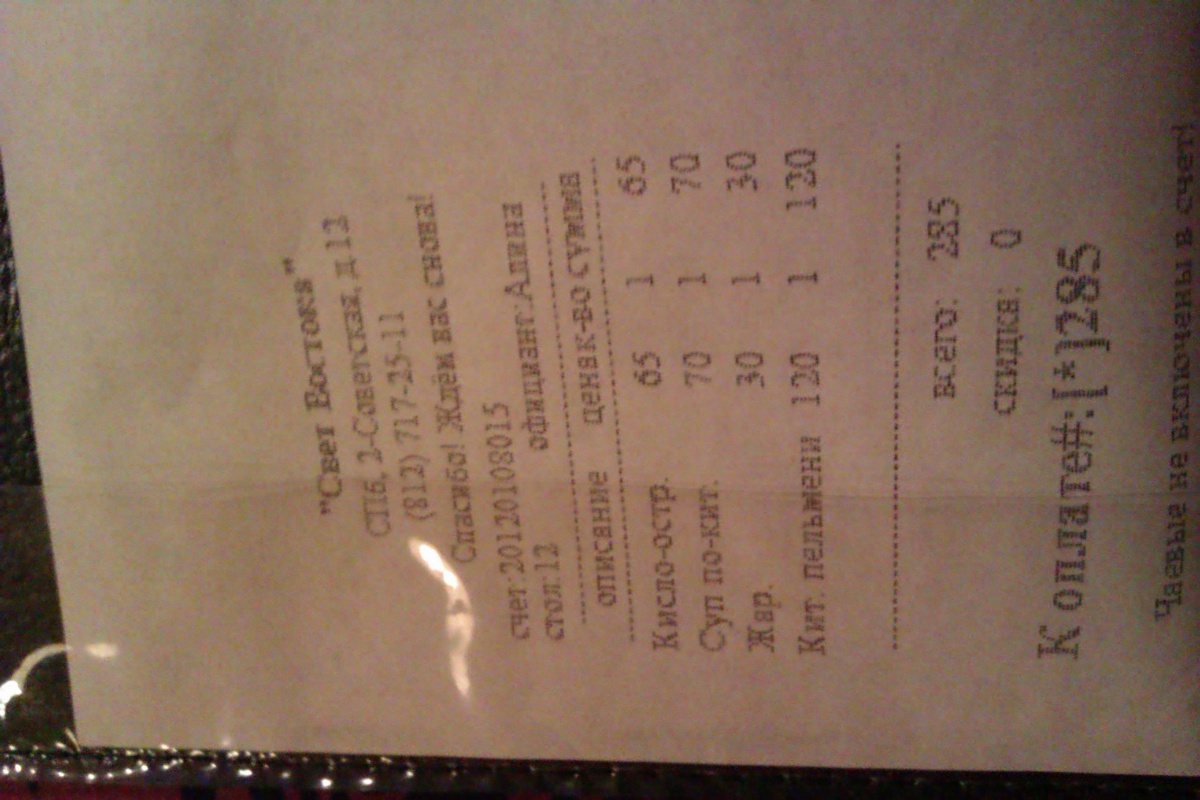 "Свет Востока"
СПб, 2-Советская, д.12
(812) 717-25-11
Спасибо! Ждём вас снова!
счет:20120108015
стол:12 официант:Алина
описание цена к-во сумма
Кисло-остр. 65 1 65
Суп по-кит. 70 1 70
Жар. 30 1 30
Кит. пельмени 120 1 120
всего: 285
скидка: 0
К оплате#:[*]285
Чаевые не включены в счет!